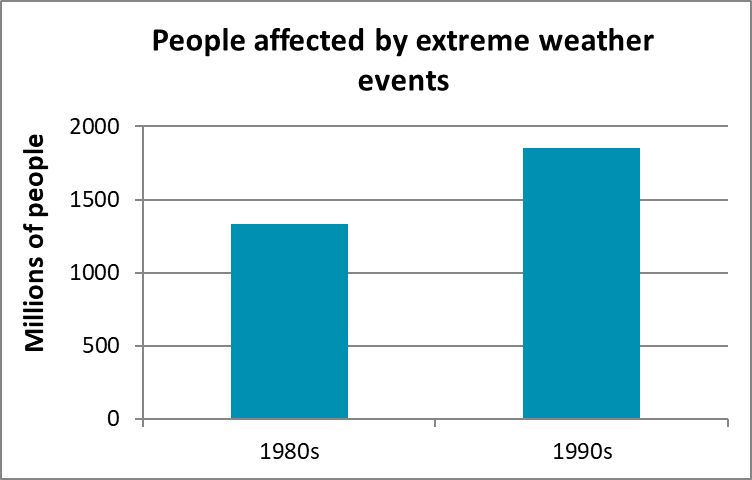 People affected by extreme weather
events
Millions of people
2000
1500
1000
500
0
1980s
1990s